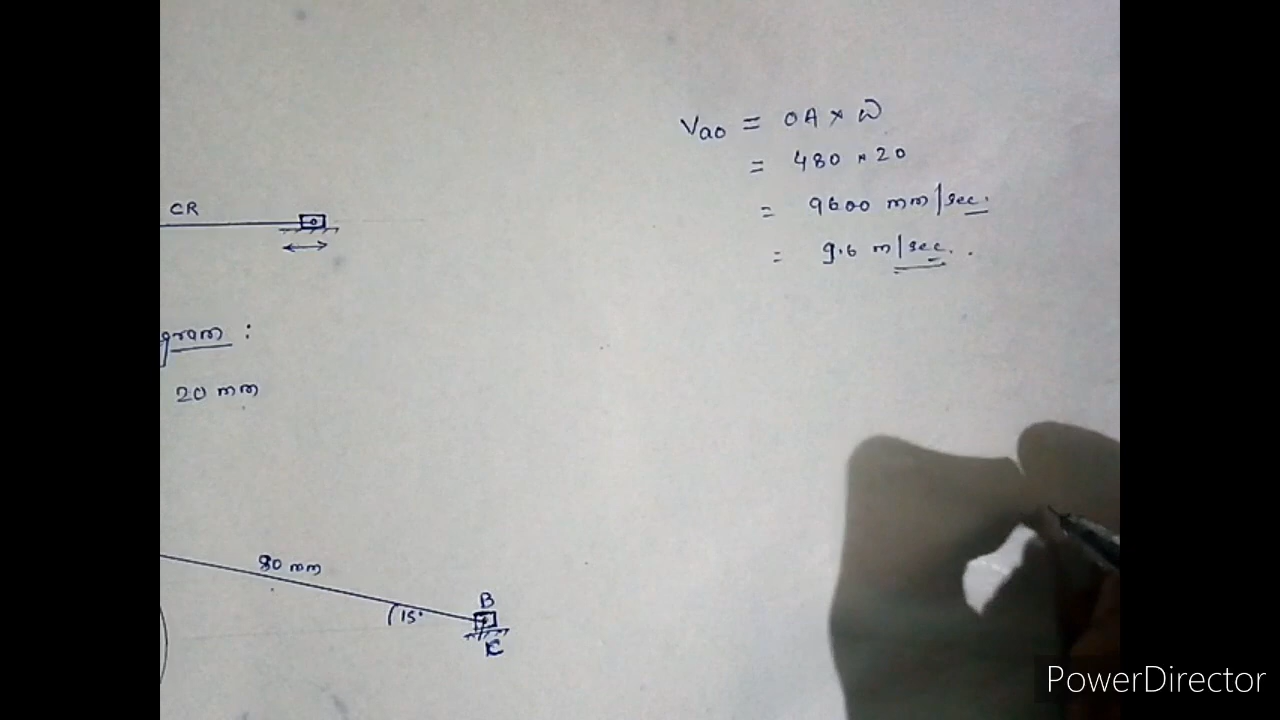 Vao = OA × ω
= 480 × 20
= 9600 mm/sec.
= 9.6 m/sec.
CR
gram :
20 mm
80 mm
15°
B
PowerDirector